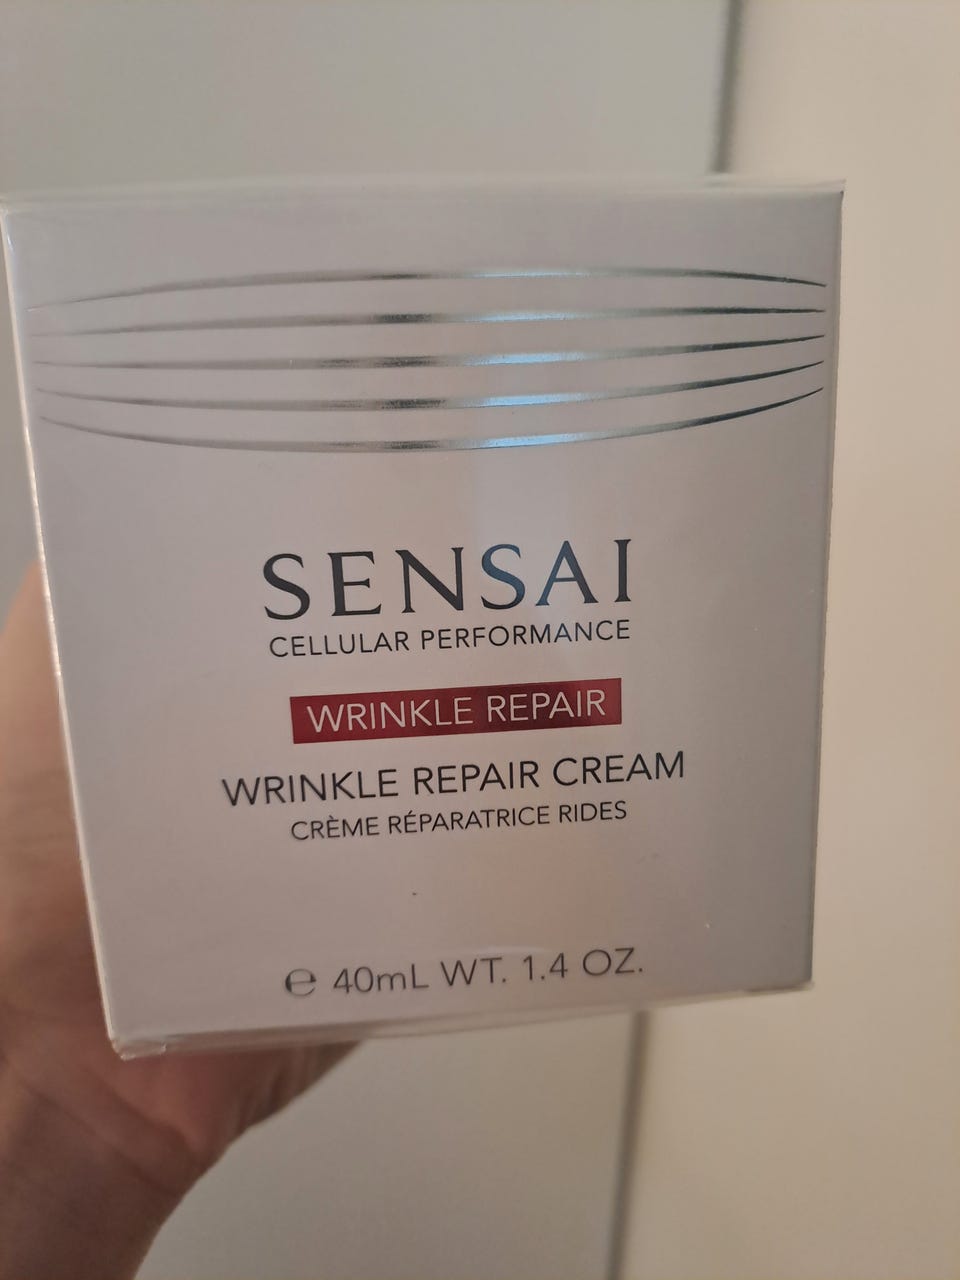 SENSAI
CELLULAR PERFORMANCE
WRINKLE REPAIR
WRINKLE REPAIR CREAM
CRÈME RÉPARATRICE RIDES
℮ 40mL WT. 1.4 OZ.